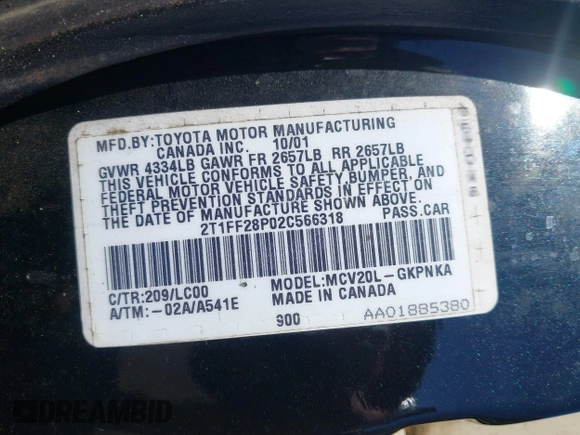 MFD.BY:TOYOTA MOTOR MANUFACTURING
CANADA INC. 10/01
GVWR 4334LB GAWR FR 2657LB RR 2657LB
THIS VEHICLE CONFORMS TO ALL APPLICABLE
FEDERAL MOTOR VEHICLE SAFETY, BUMPER, AND
THEFT PREVENTION STANDARDS IN EFFECT ON
THE DATE OF MANUFACTURE SHOWN ABOVE.
2T1FF28P02C566318 PASS.CAR
C/TR:209/LC00 MODEL:MCV20L-GKPNKA
A/TM:-02A/A541E MADE IN CANADA
900 AA01885380
DREAMBID